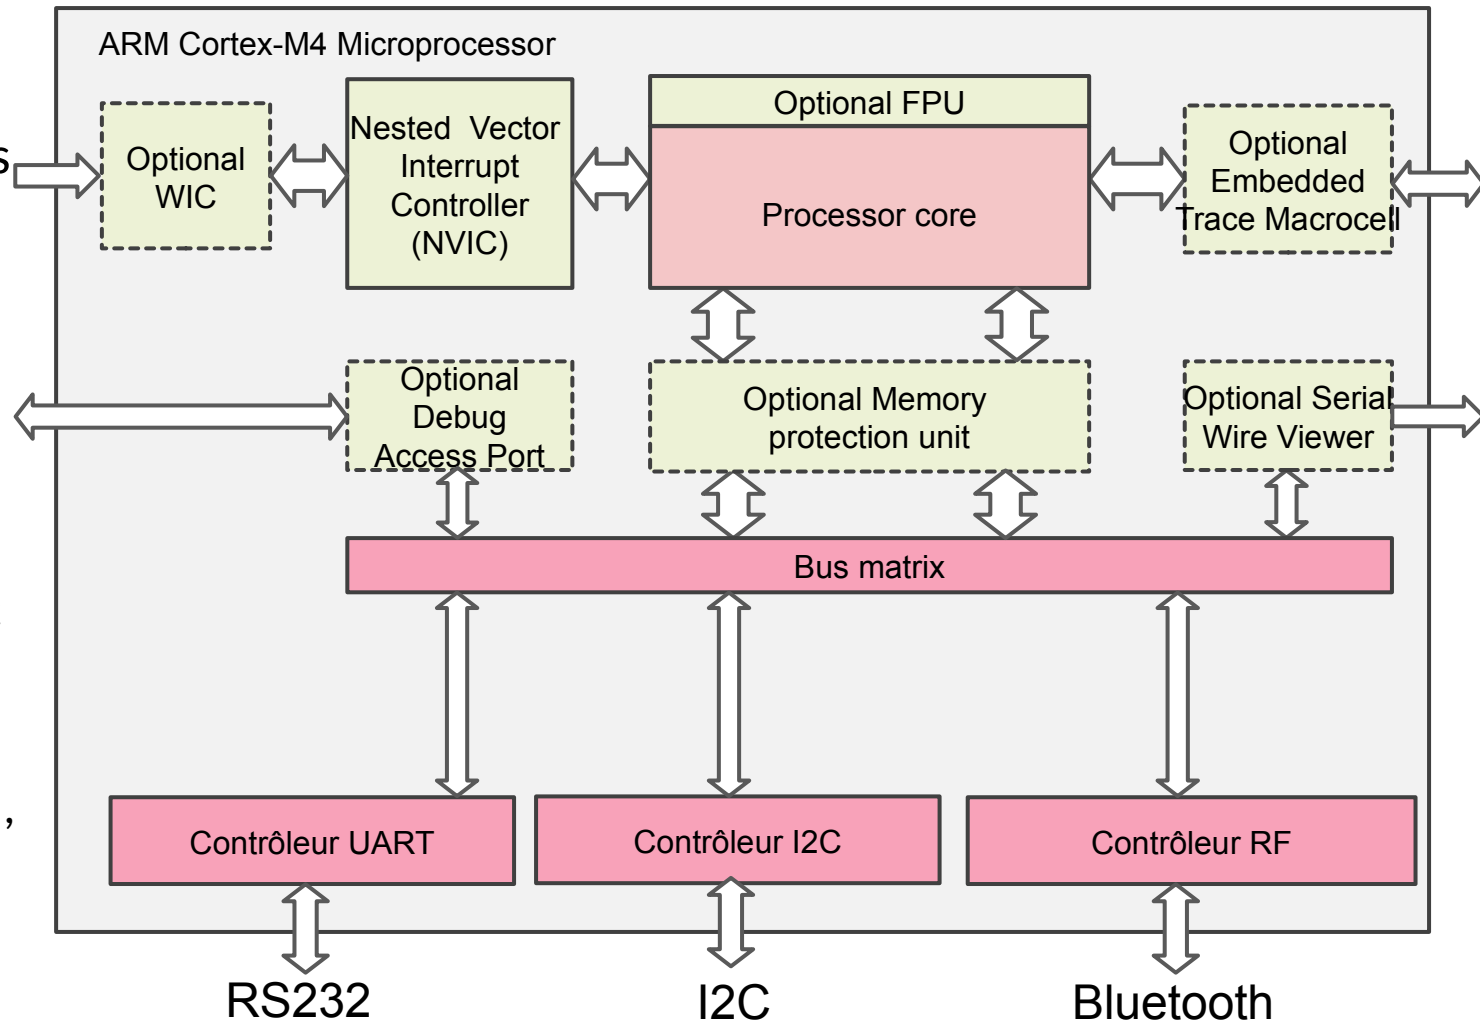 ARM Cortex-M4 Microprocessor
Optional
WIC
Nested Vector
Interrupt
Controller
(NVIC)
Optional FPU
Processor core
Optional
Embedded
Trace Macrocell
Optional
Debug
Access Port
Optional Memory
protection unit
Optional Serial
Wire Viewer
Bus matrix
Contrôleur UART
Contrôleur I2C
Contrôleur RF
RS232
I2C
Bluetooth